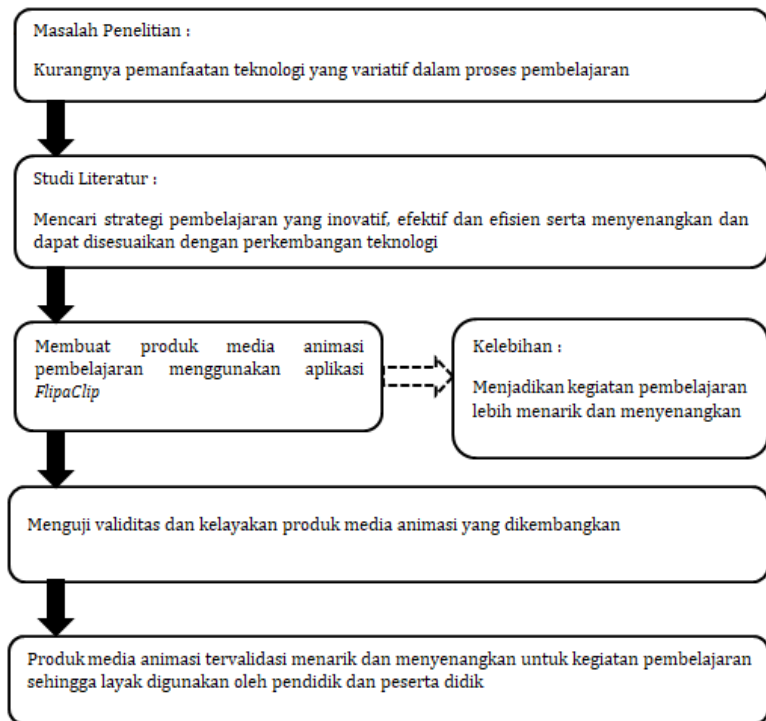 Masalah Penelitian :
Kurangnya pemanfaatan teknologi yang variatif dalam proses pembelajaran
Studi Literatur :
Mencari strategi pembelajaran yang inovatif, efektif dan efisien serta menyenangkan dan
dapat disesuaikan dengan perkembangan teknologi
Membuat produk media animasi
pembelajaran menggunakan aplikasi
FlipaClip
Kelebihan :
Menjadikan kegiatan pembelajaran
lebih menarik dan menyenangkan
Menguji validitas dan kelayakan produk media animasi yang dikembangkan
Produk media animasi tervalidasi menarik dan menyenangkan untuk kegiatan pembelajaran
sehingga layak digunakan oleh pendidik dan peserta didik